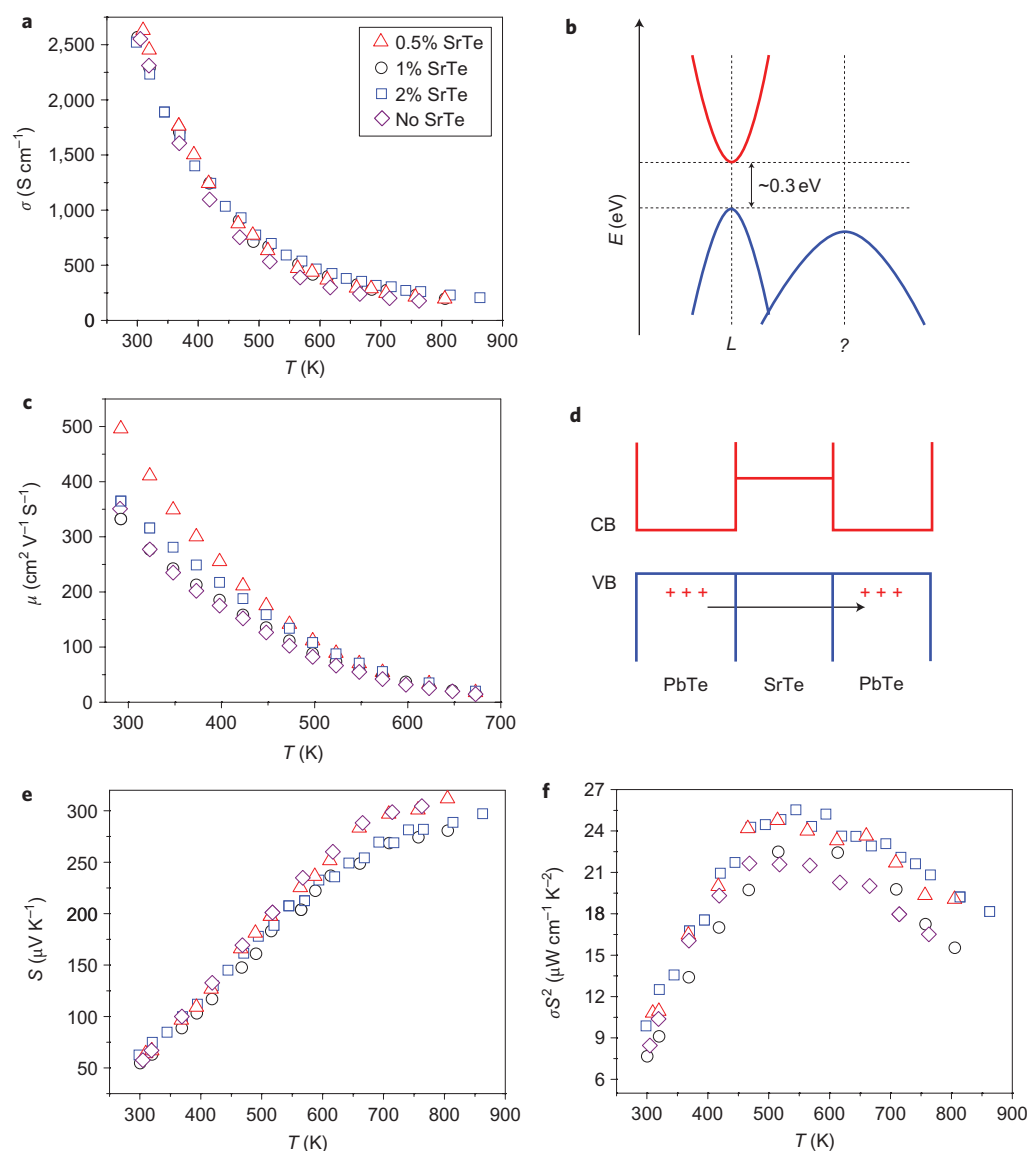 a
2,500
2,000
1,500
1,000
500
0
σ (S cm⁻¹)
300 400 500 600 700 800 900
T (K)
0.5% SrTe
1% SrTe
2% SrTe
No SrTe
b
E (eV)
~0.3 eV
L ?
c
500
400
300
200
100
0
μ (cm² V⁻¹ S⁻¹)
300 400 500 600 700
T (K)
d
CB
VB
+ + + + + +
PbTe SrTe PbTe
e
300
250
200
150
100
50
S (μV K⁻¹)
300 400 500 600 700 800 900
T (K)
f
27
24
21
18
15
12
9
6
σS² (μW cm⁻¹ K⁻²)
300 400 500 600 700 800 900
T (K)